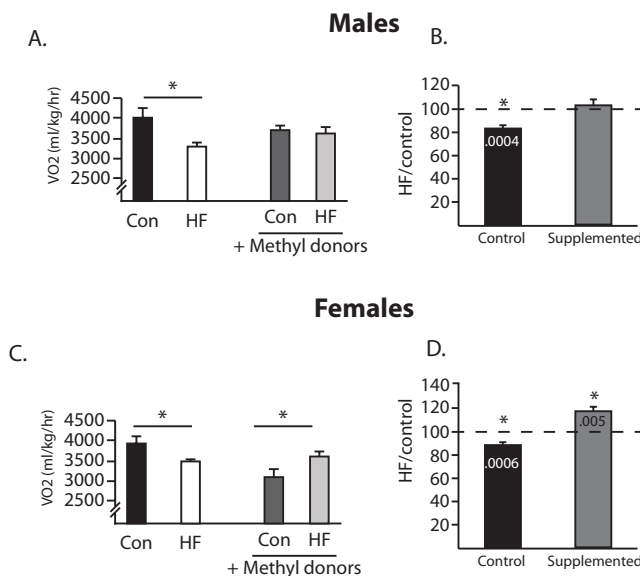 Males
A.
B.
*
VO2 (ml/kg/hr)
4500
4000
3500
3000
2500
Con
HF
Con
HF
+ Methyl donors
HF/control
120
100
80
60
40
20
*
.0004
Control
Supplemented
Females
C.
D.
*
*
VO2 (ml/kg/hr)
4500
4000
3500
3000
2500
Con
HF
Con
HF
+ Methyl donors
HF/control
140
120
100
80
60
40
20
*
*
.0006
.005
Control
Supplemented